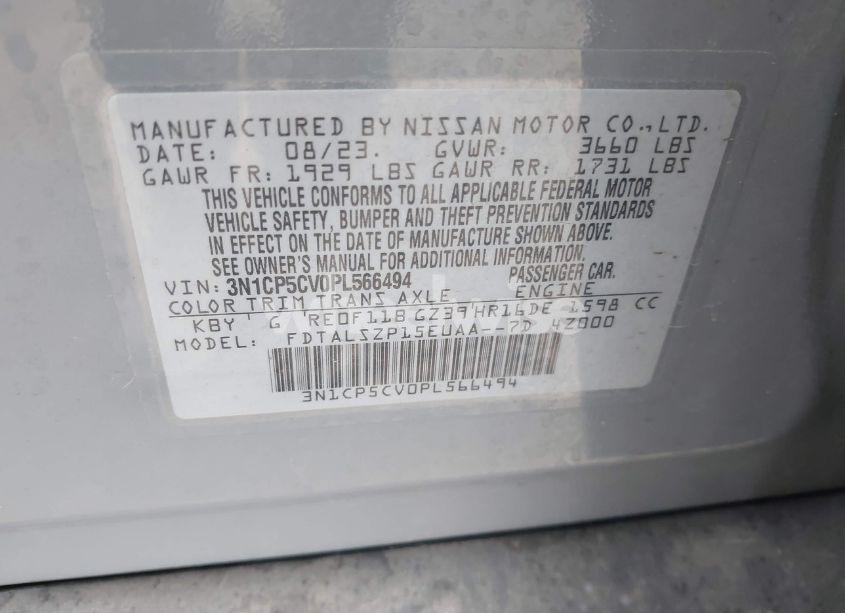 MANUFACTURED BY NISSAN MOTOR CO.,LTD.
DATE: 08/23. GVWR: 3660 LBS
GAWR FR: 1929 LBS GAWR RR: 1731 LBS
THIS VEHICLE CONFORMS TO ALL APPLICABLE FEDERAL MOTOR
VEHICLE SAFETY, BUMPER AND THEFT PREVENTION STANDARDS
IN EFFECT ON THE DATE OF MANUFACTURE SHOWN ABOVE.
SEE OWNER'S MANUAL FOR ADDITIONAL INFORMATION.
VIN: 3N1CP5CV0PL566494 PASSENGER CAR.
COLOR TRIM TRANS AXLE ENGINE
KBY G RE0F11B GZ39 HR16DE 1598 CC
MODEL: FDTALSZP15EUAA--7D 4Z000
3N1CP5CV0PL566494